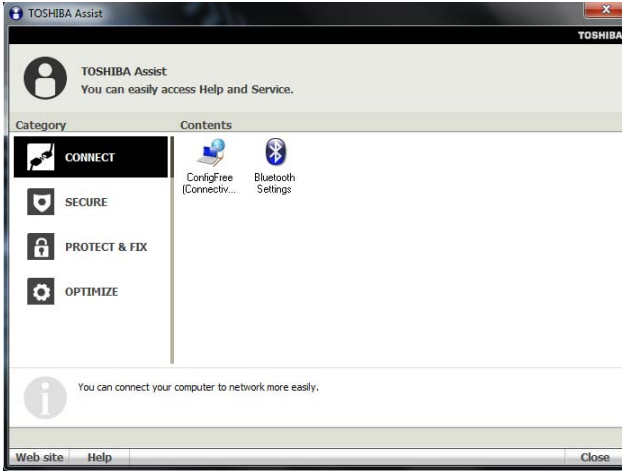 TOSHIBA Assist
TOSHIBA
TOSHIBA Assist
You can easily access Help and Service.
Category
Contents
CONNECT
SECURE
PROTECT & FIX
OPTIMIZE
ConfigFree
(Connectiv...
Bluetooth
Settings
You can connect your computer to network more easily.
Web site Help Close